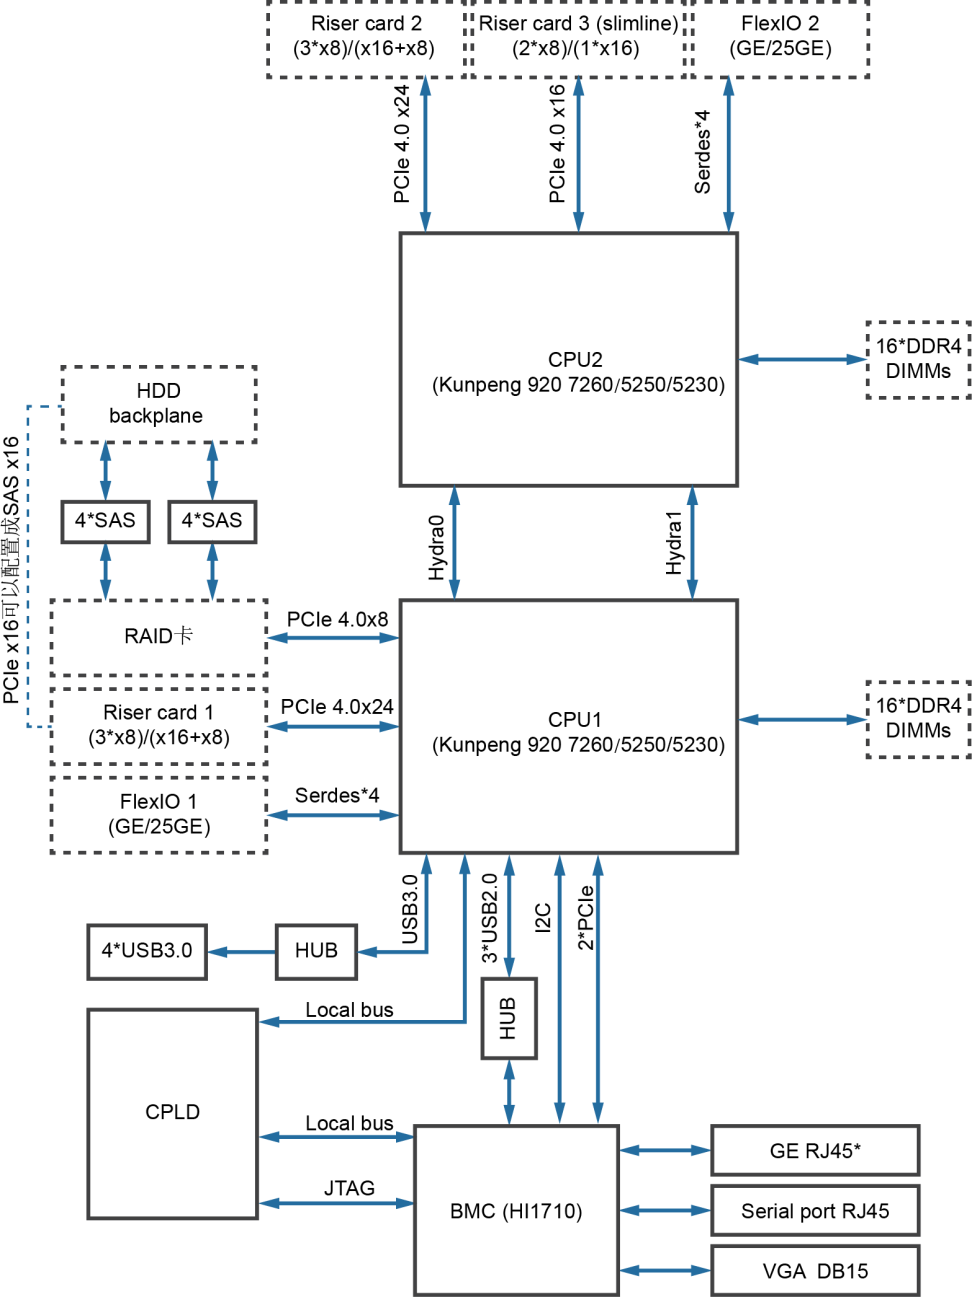 Riser card 2
(3*x8)/(x16+x8)
Riser card 3 (slimline)
(2*x8)/(1*x16)
FlexIO 2
(GE/25GE)
PCIe 4.0 x24
PCIe 4.0 x16
Serdes*4
CPU2
(Kunpeng 920 7260/5250/5230)
16*DDR4
DIMMs
HDD
backplane
PCIe x16可以配置成SAS x16
4*SAS
4*SAS
Hydra0
Hydra1
RAID卡
PCIe 4.0x8
Riser card 1
(3*x8)/(x16+x8)
PCIe 4.0x24
CPU1
(Kunpeng 920 7260/5250/5230)
16*DDR4
DIMMs
FlexIO 1
(GE/25GE)
Serdes*4
USB3.0
3*USB2.0
I2C
2*PCIe
4*USB3.0
HUB
HUB
Local bus
CPLD
Local bus
JTAG
BMC (HI1710)
GE RJ45*
Serial port RJ45
VGA DB15